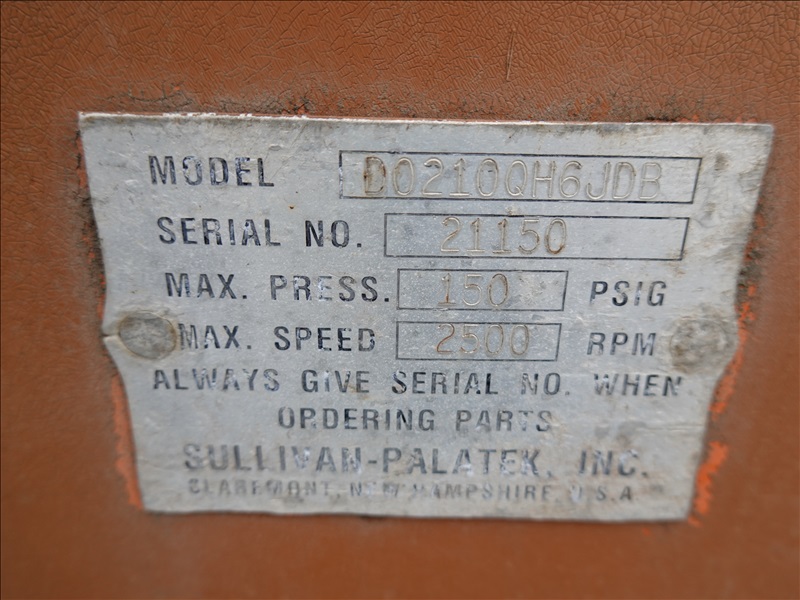 MODEL D0210QH6JDB
SERIAL NO. 21150
MAX. PRESS. 150 PSIG
MAX. SPEED 2500 RPM
ALWAYS GIVE SERIAL NO. WHEN
ORDERING PARTS
SULLIVAN-PALATEK, INC.
CLAREMONT, NEW HAMPSHIRE, U.S.A